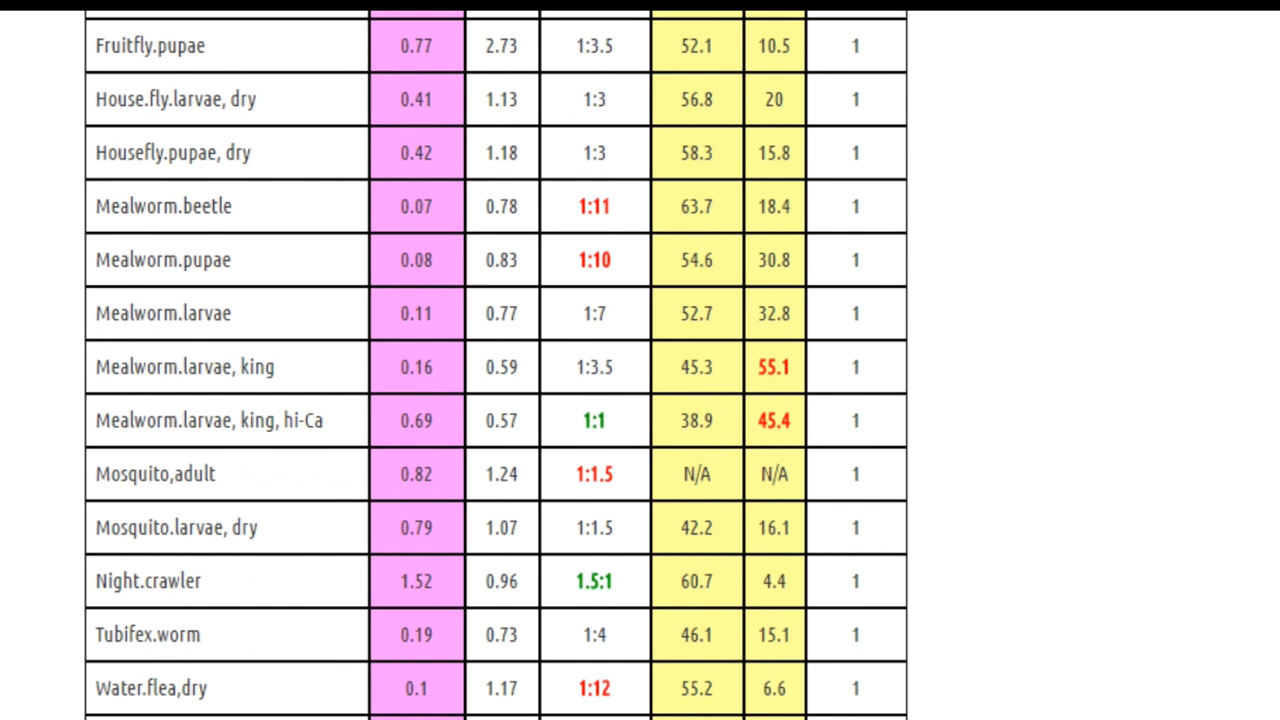 Fruitfly.pupae 0.77 2.73 1:3.5 52.1 10.5 1
House.fly.larvae, dry 0.41 1.13 1:3 56.8 20 1
Housefly.pupae, dry 0.42 1.18 1:3 58.3 15.8 1
Mealworm.beetle 0.07 0.78 1:11 63.7 18.4 1
Mealworm.pupae 0.08 0.83 1:10 54.6 30.8 1
Mealworm.larvae 0.11 0.77 1:7 52.7 32.8 1
Mealworm.larvae, king 0.16 0.59 1:3.5 45.3 55.1 1
Mealworm.larvae, king, hi-Ca 0.69 0.57 1:1 38.9 45.4 1
Mosquito,adult 0.82 1.24 1:1.5 N/A N/A 1
Mosquito.larvae, dry 0.79 1.07 1:1.5 42.2 16.1 1
Night.crawler 1.52 0.96 1.5:1 60.7 4.4 1
Tubifex.worm 0.19 0.73 1:4 46.1 15.1 1
Water.flea,dry 0.1 1.17 1:12 55.2 6.6 1